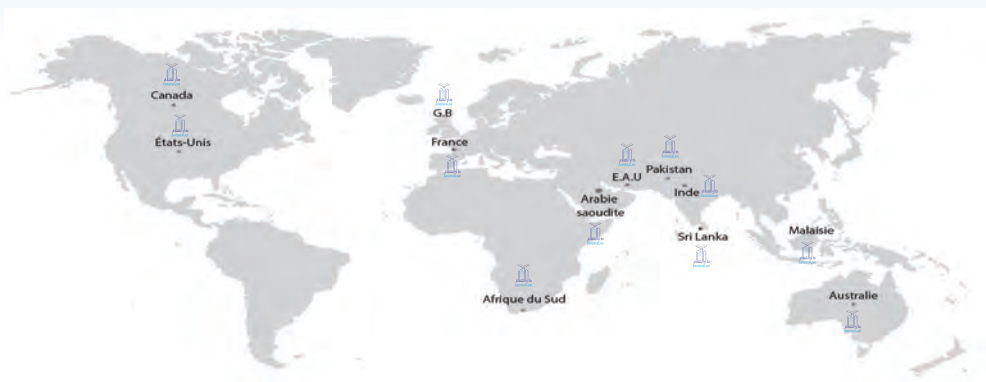 Canada
G.B
États-Unis
France
Pakistan
E.A.U
Inde
Arabie
saoudite
Malaisie
Sri Lanka
Afrique du Sud
Australie